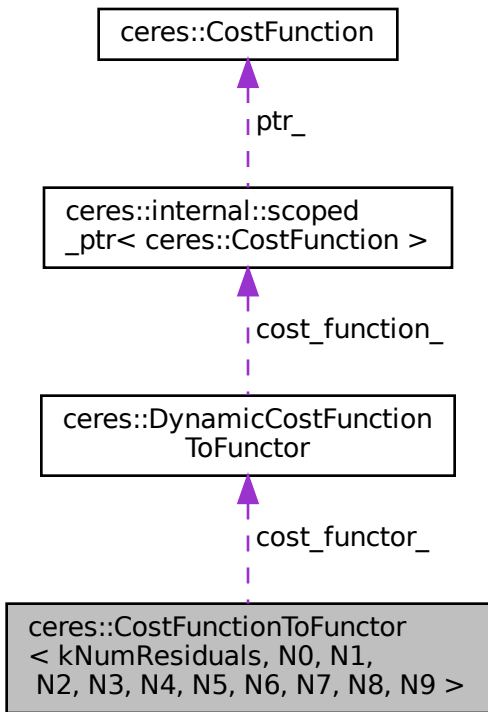 ceres::CostFunction
ptr_
ceres::internal::scoped
_ptr< ceres::CostFunction >
cost_function_
ceres::DynamicCostFunction
ToFunctor
cost_functor_
ceres::CostFunctionToFunctor
< kNumResiduals, N0, N1,
N2, N3, N4, N5, N6, N7, N8, N9 >